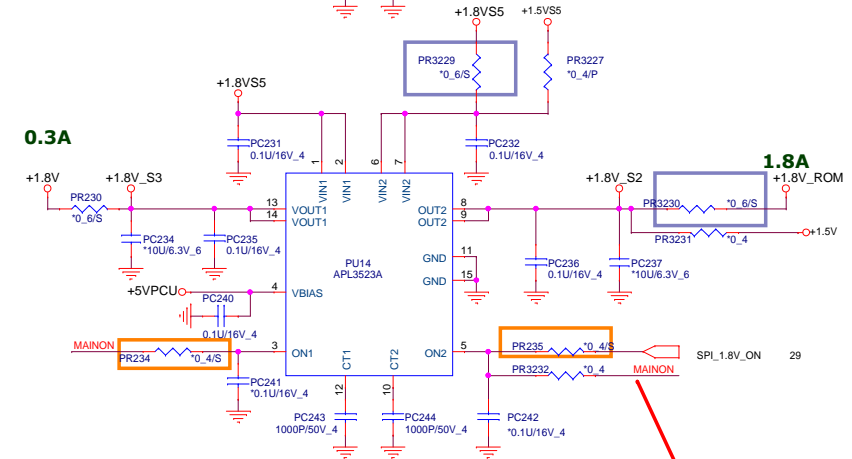 +1.8VS5
+1.5VS5
PR3229
*0_6/S
PR3227
*0_4/P
+1.8VS5
0.3A
PC231
0.1U/16V_4
PC232
0.1U/16V_4
1
2
6
7
1.8A
+1.8V
+1.8V_S3
+1.8V_S2
+1.8V_ROM
VIN1
VIN1
VIN2
VIN2
PR230
*0_6/S
13
14
VOUT1
VOUT1
OUT2
OUT2
8
9
PR3230
*0_6/S
PR3231
*0_4
+1.5V
PC234
*10U/6.3V_6
PC235
0.1U/16V_4
PC236
0.1U/16V_4
PC237
*10U/6.3V_6
PU14
APL3523A
GND
11
GND
15
+5VPCU
4
VBIAS
PC240
0.1U/16V_4
MAINON
PR234
*0_4/S
3
ON1
ON2
5
PR235
*0_4/S
SPI_1.8V_ON
29
PR3232
*0_4
MAINON
CT1
CT2
12
10
PC241
*0.1U/16V_4
PC243
1000P/50V_4
PC244
1000P/50V_4
PC242
*0.1U/16V_4